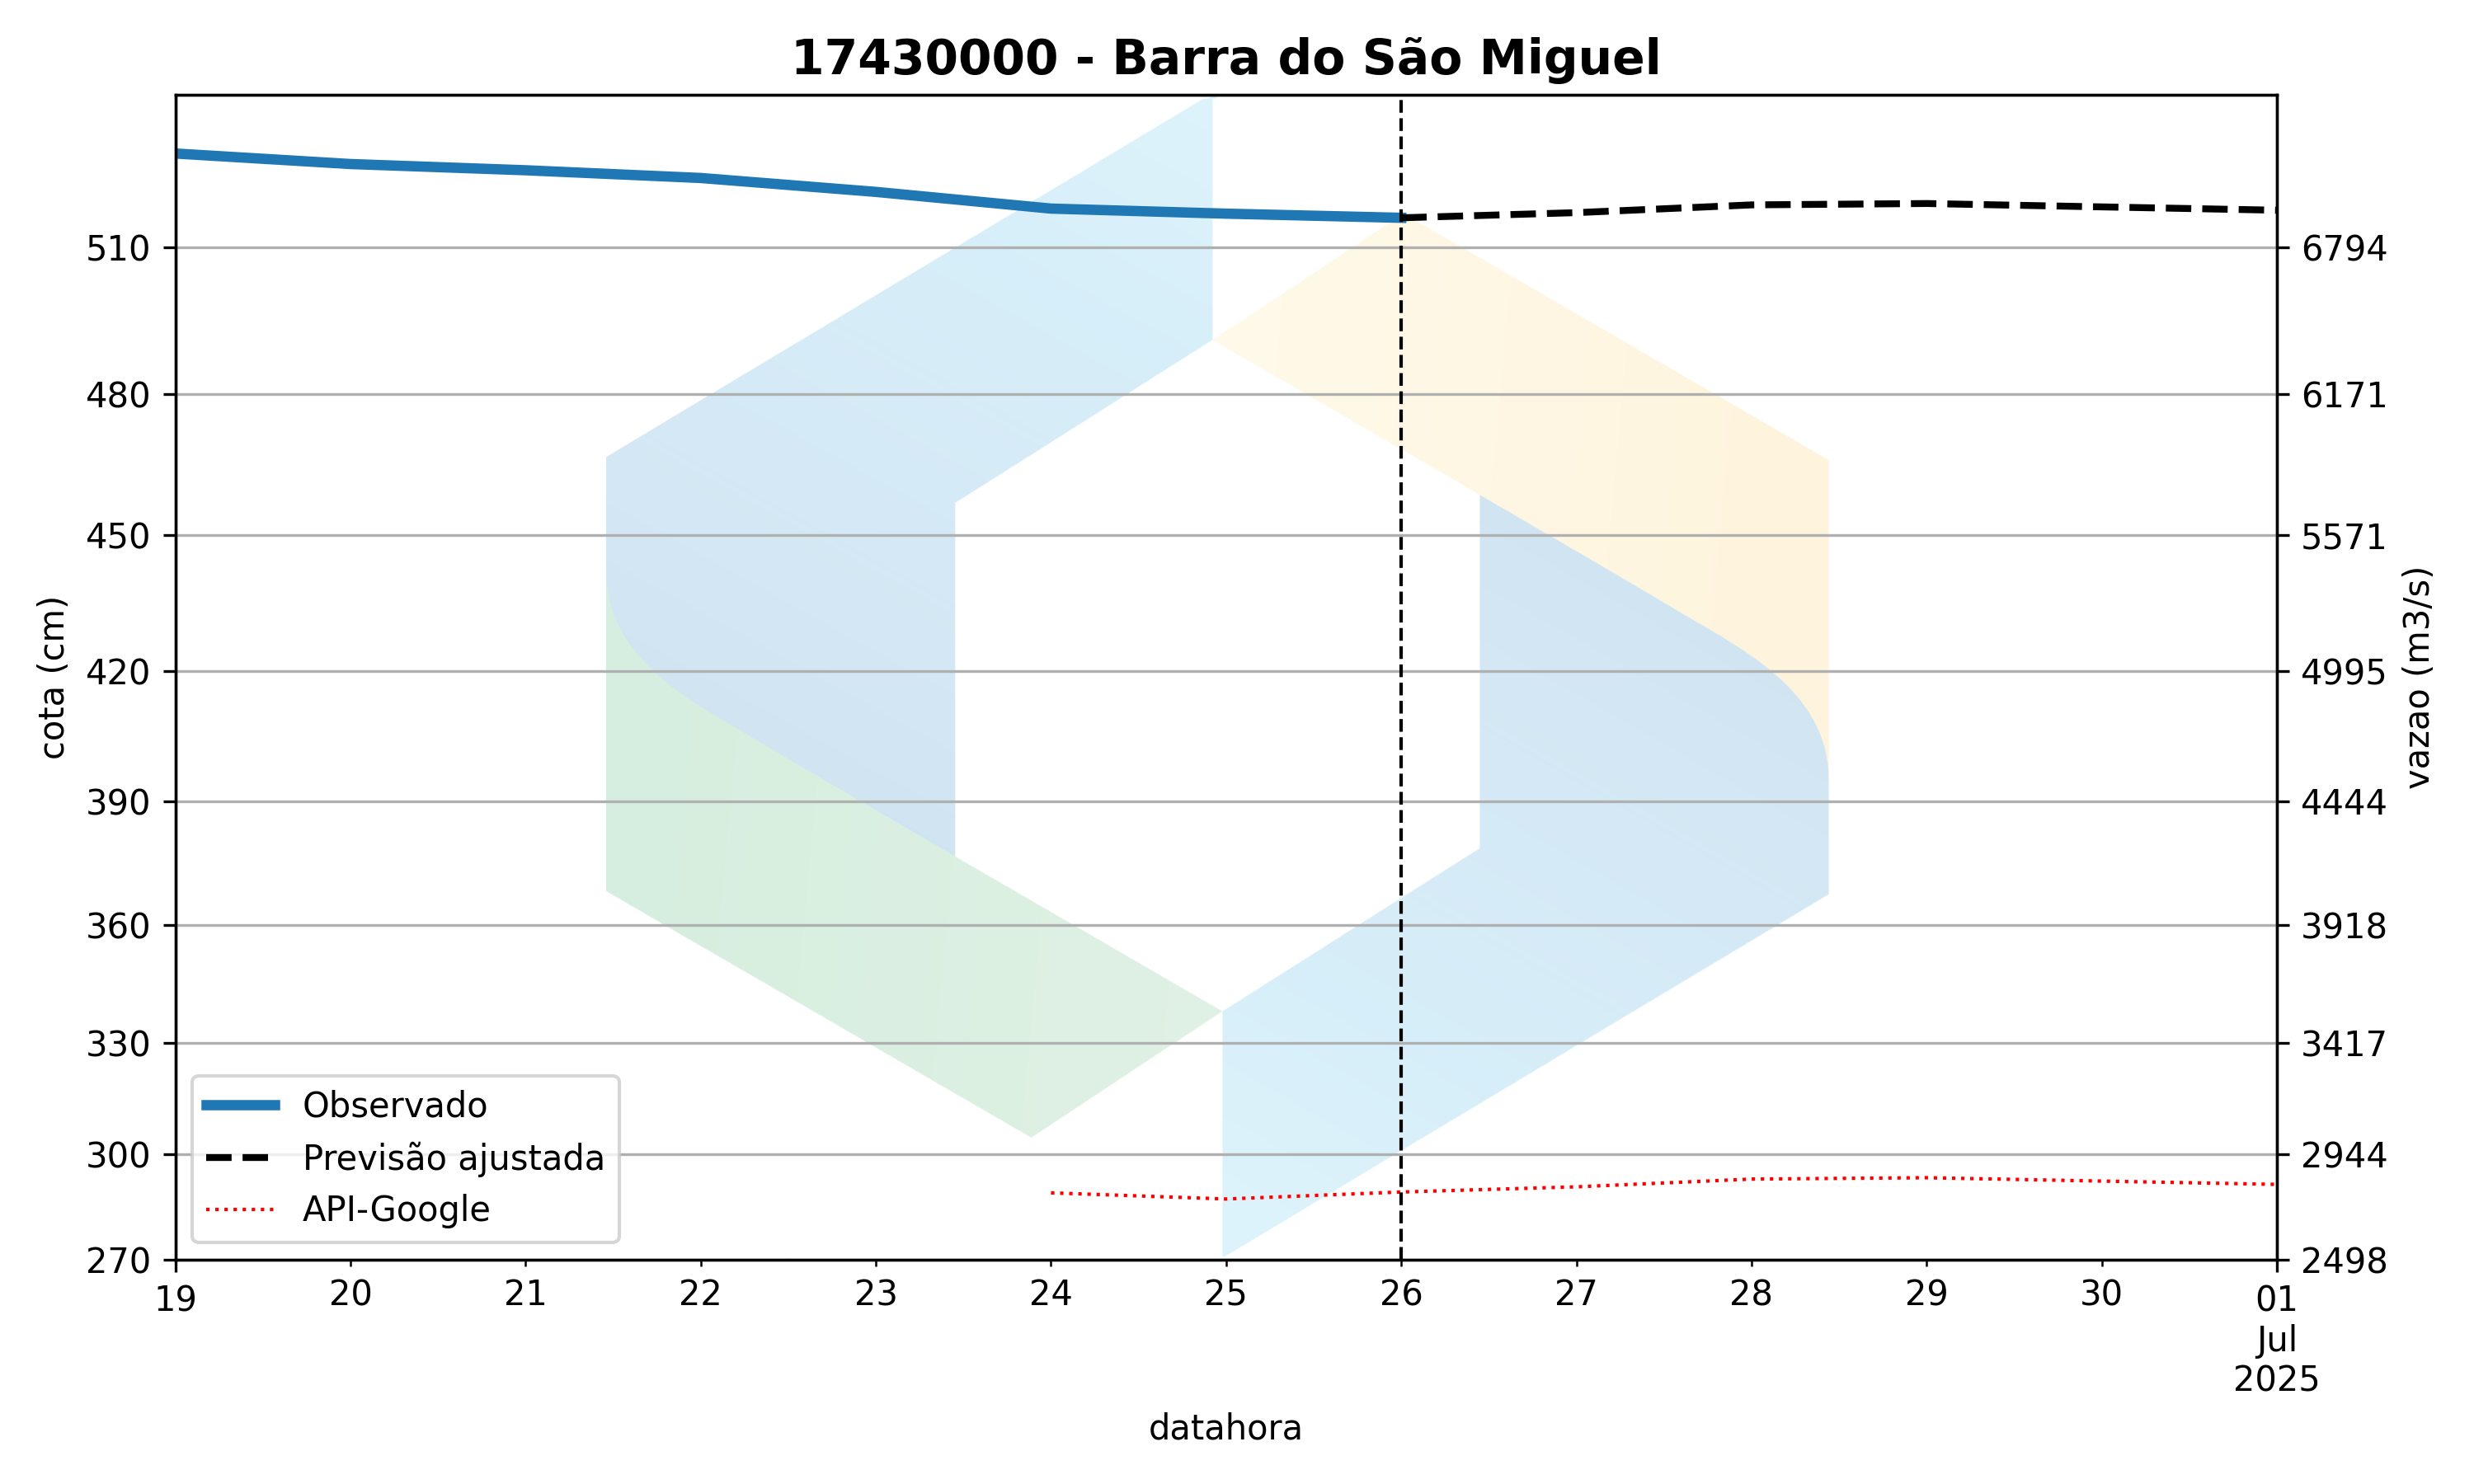 17430000 - Barra do São Miguel
cota (cm)
510
480
450
420
390
360
330
300
270
6794
6171
5571
4995
4444
3918
3417
2944
2498
vazao (m3/s)
Observado
Previsão ajustada
API-Google
19 20 21 22 23 24 25 26 27 28 29 30 01
Jul
2025
datahora